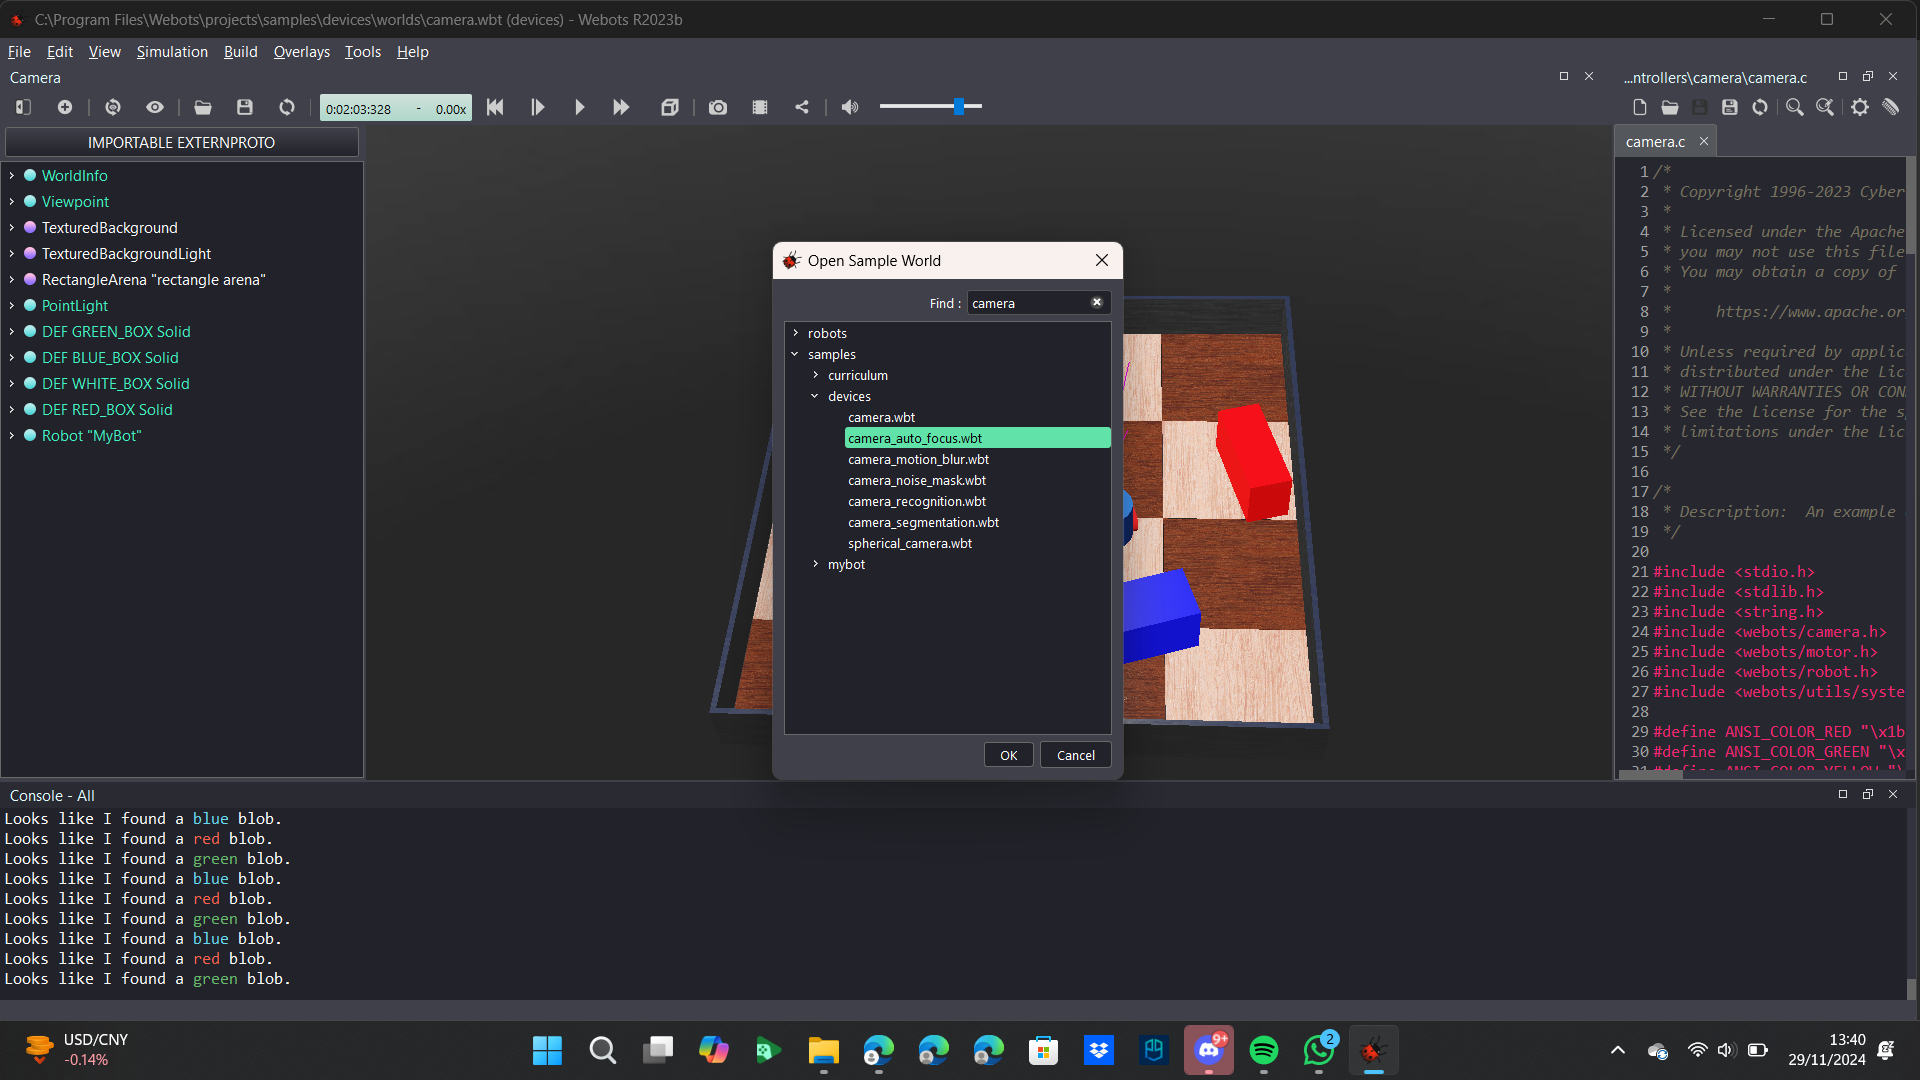 C:\Program Files\Webots\projects\samples\devices\worlds\camera.wbt (devices) - Webots R2023b
File Edit View Simulation Build Overlays Tools Help
Camera
...ntrollers\camera\camera.c
0:02:03:328 - 0.00x
IMPORTABLE EXTERNPROTO
WorldInfo
Viewpoint
TexturedBackground
TexturedBackgroundLight
RectangleArena "rectangle arena"
PointLight
DEF GREEN_BOX Solid
DEF BLUE_BOX Solid
DEF WHITE_BOX Solid
DEF RED_BOX Solid
Robot "MyBot"
Open Sample World
Find : camera
robots
samples
curriculum
devices
camera.wbt
camera_auto_focus.wbt
camera_motion_blur.wbt
camera_noise_mask.wbt
camera_recognition.wbt
camera_segmentation.wbt
spherical_camera.wbt
mybot
OK Cancel
camera.c
1 /*
2 * Copyright 1996-2023 Cyber
3 *
4 * Licensed under the Apache
5 * you may not use this file
6 * You may obtain a copy of
7 *
8 * https://www.apache.or
9 *
10 * Unless required by applic
11 * distributed under the Lic
12 * WITHOUT WARRANTIES OR CON
13 * See the License for the s
14 * limitations under the Lic
15 */
16
17 /*
18 * Description: An example
19 */
20
21 #include <stdio.h>
22 #include <stdlib.h>
23 #include <string.h>
24 #include <webots/camera.h>
25 #include <webots/motor.h>
26 #include <webots/robot.h>
27 #include <webots/utils/syste
28
29 #define ANSI_COLOR_RED "\x1b
30 #define ANSI_COLOR_GREEN "\x
31 #define ANSI_COLOR_YELLOW "\
Console - All
Looks like I found a blue blob.
Looks like I found a red blob.
Looks like I found a green blob.
Looks like I found a blue blob.
Looks like I found a red blob.
Looks like I found a green blob.
Looks like I found a blue blob.
Looks like I found a red blob.
Looks like I found a green blob.
USD/CNY
-0.14%
9+
2
13:40
29/11/2024